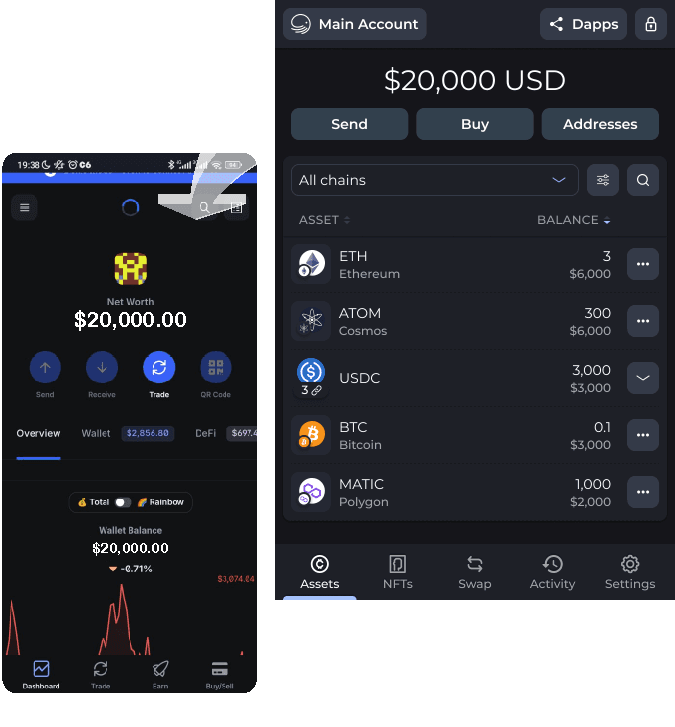 19:38
94
Net Worth
$20,000.00
Send
Receive
Trade
QR Code
Overview
Wallet
$2,856.80
DeFi
$697.4
Total
Rainbow
Wallet Balance
$20,000.00
-0.71%
$3,074.04
Dashboard
Trade
Earn
Buy/Sell
Main Account
Dapps
$20,000 USD
Send
Buy
Addresses
All chains
ASSET
BALANCE
ETH
3
Ethereum
$6,000
ATOM
300
Cosmos
$6,000
USDC
3,000
3
$3,000
BTC
0.1
Bitcoin
$3,000
MATIC
1,000
Polygon
$2,000
Assets
NFTs
Swap
Activity
Settings